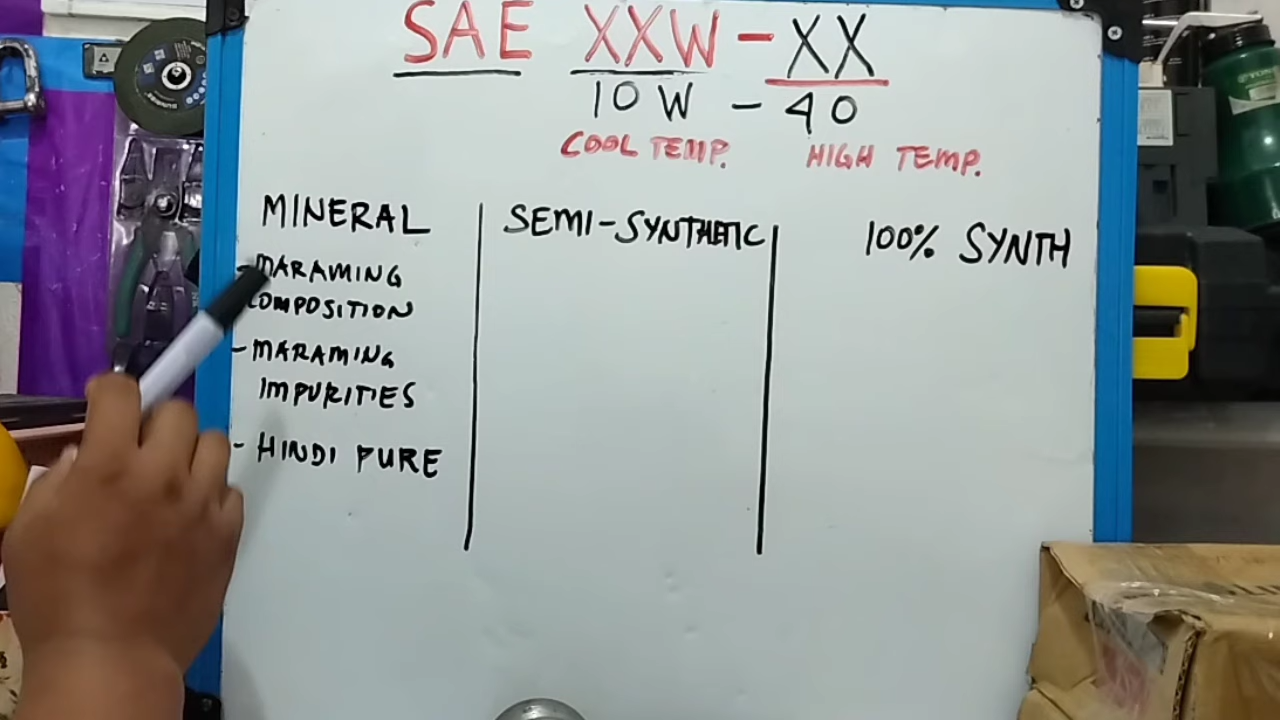 SAE XXW - XX
10W - 40
COOL TEMP. HIGH TEMP.
MINERAL
- MARAMING
COMPOSITION
- MARAMING
IMPURITIES
- HINDI PURE
SEMI-SYNTHETIC
100% SYNTH